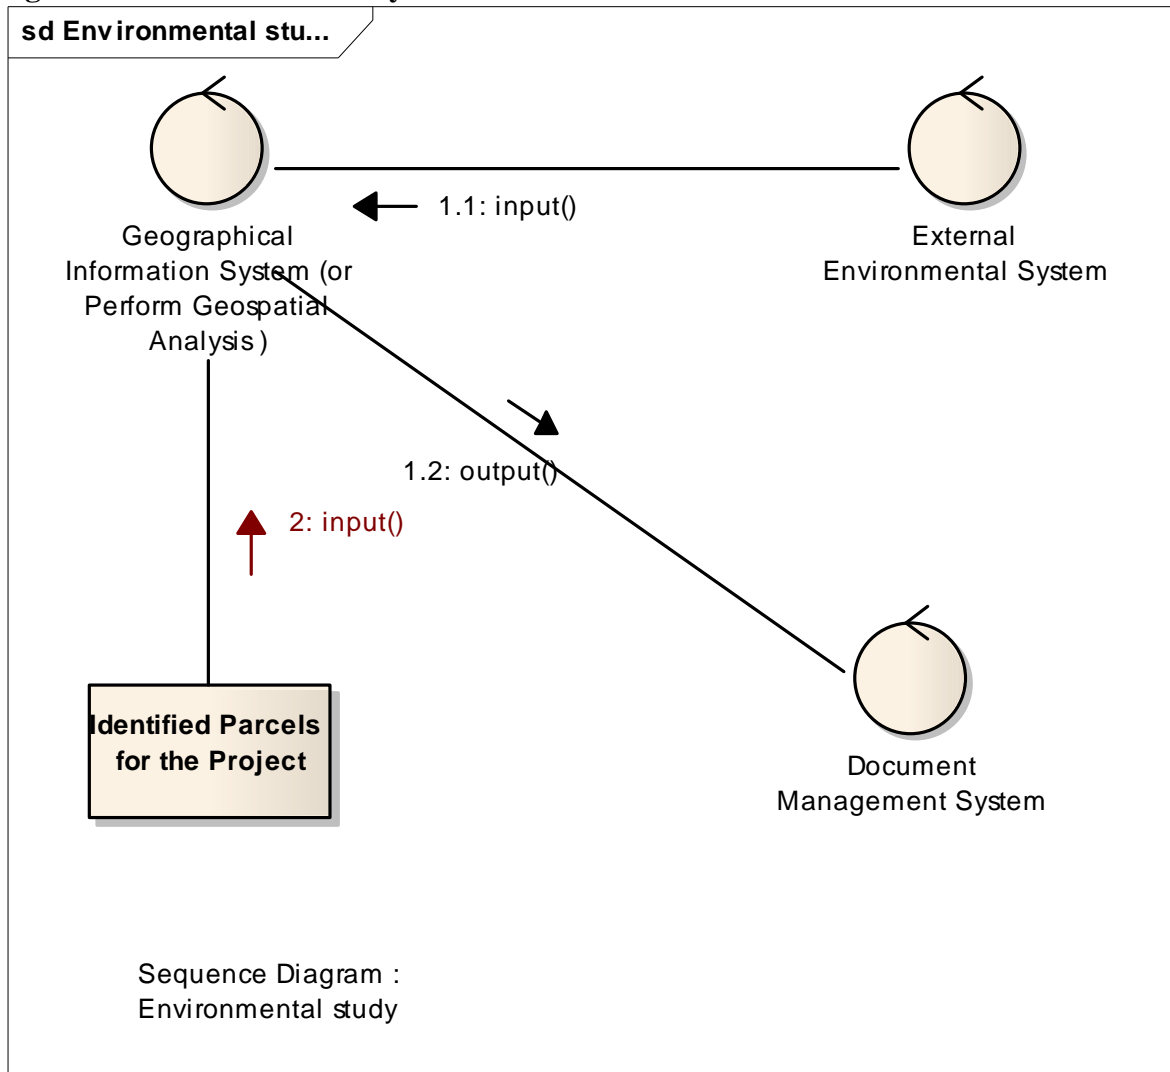 sd Environmental stu...
1.1: input()
Geographical
Information System (or
Perform Geospatial
Analysis)
External
Environmental System
1.2: output()
2: input()
Identified Parcels
for the Project
Document
Management System
Sequence Diagram :
Environmental study